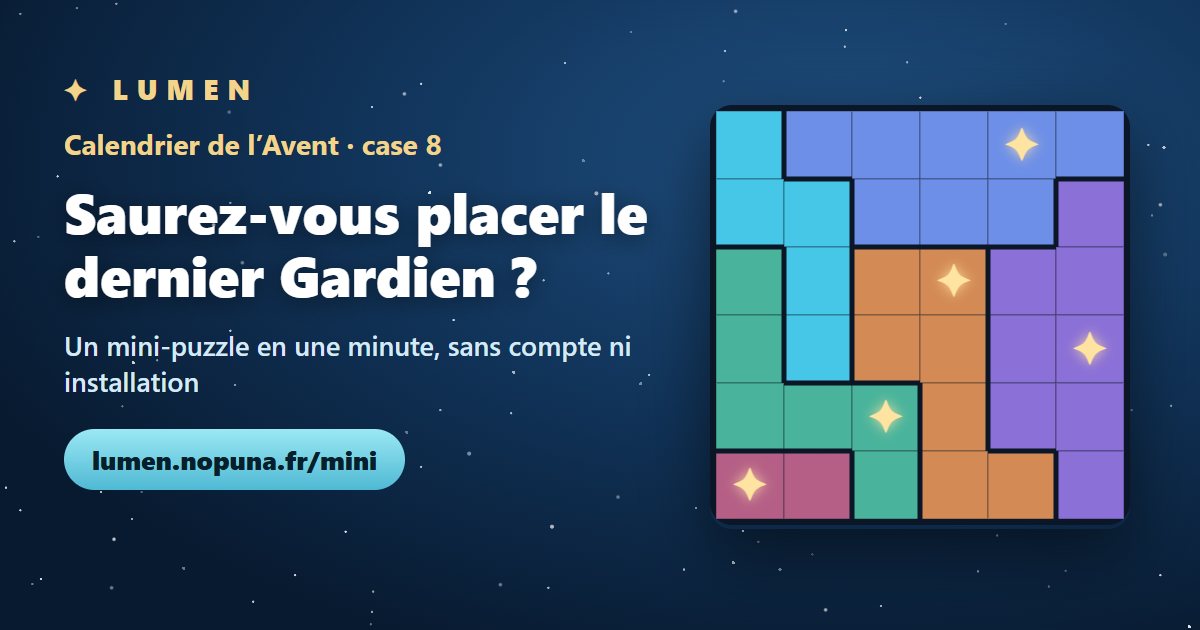 LUMEN
Calendrier de l’Avent · case 8
Saurez-vous placer le
dernier Gardien ?
Un mini-puzzle en une minute, sans compte ni
installation
lumen.nopuna.fr/mini